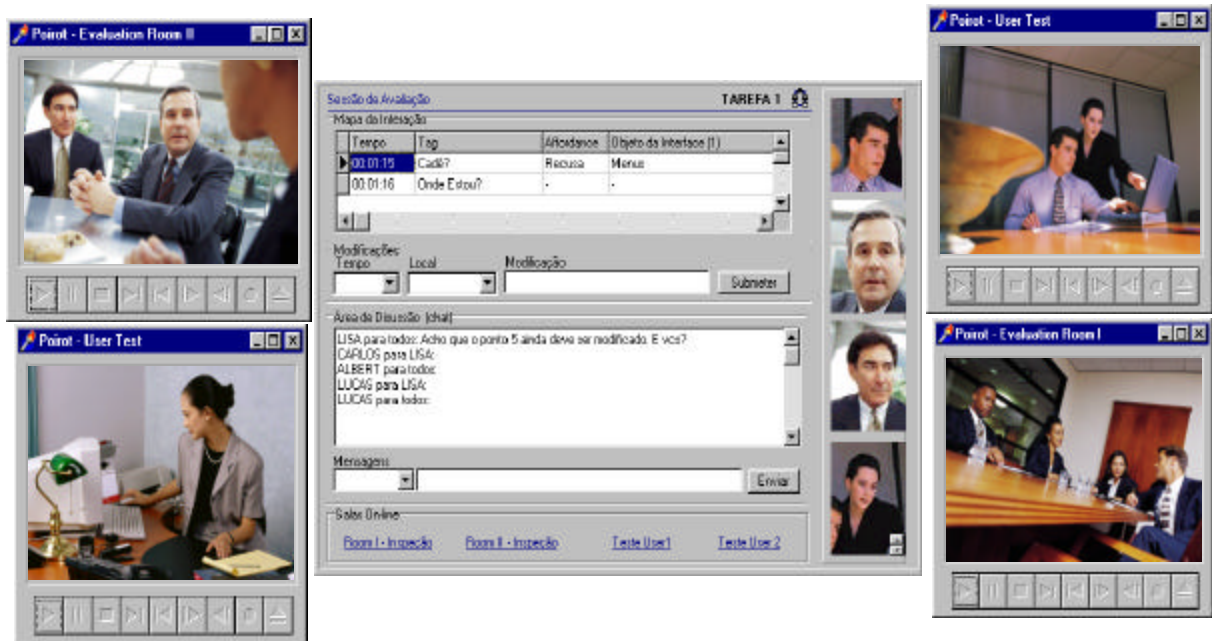 Poirot - Evaluation Room II
Poirot - User Test
Poirot - User Test
Poirot - Evaluation Room I
Sessão de Avaliação
TAREFA 1
Mapa da Interação
Tempo Tag Affordance Objeto da Interface (1)
00:01:15 Cadê? Recusa Menus
00:01:16 Onde Estou? - -
Modificações
Tempo Local Modificação
Submeter
Área de Discussão (chat)
LISA para todos: Acho que o ponto 5 ainda deve ser modificado. E vcs?
CARLOS para LISA:
ALBERT para todos:
LUCAS para LISA:
LUCAS para todos:
Mensagens
Enviar
Salas On-line
Room I - Inspeção Room II - Inspeção Teste User1 Teste User 2